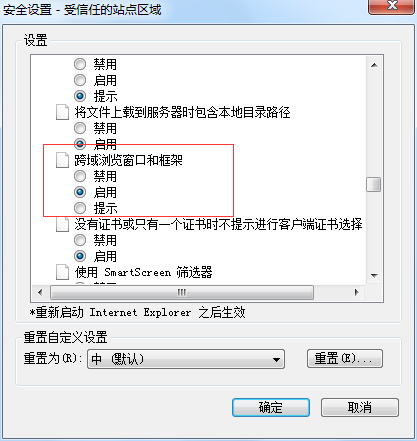 安全设置 - 受信任的站点区域
设置
禁用
启用
提示
将文件上载到服务器时包含本地目录路径
禁用
启用
跨域浏览窗口和框架
禁用
启用
提示
没有证书或只有一个证书时不提示进行客户端证书选择
禁用
启用
使用 SmartScreen 筛选器
*重新启动 Internet Explorer 之后生效
重置自定义设置
重置为(R): 中 (默认) 重置(E)...
确定 取消